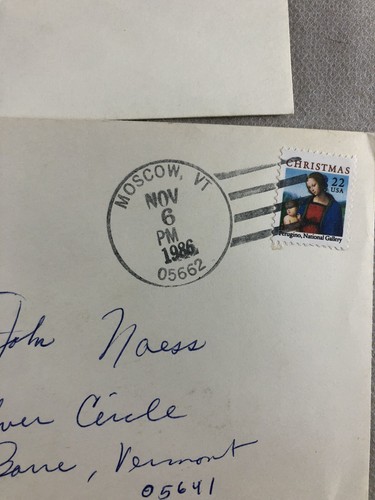 MOSCOW, VT
NOV
6
PM
1986
05662
CHRISTMAS
22
USA
Perugino, National Gallery
John Naess
Circle
Barre, Vermont
05641